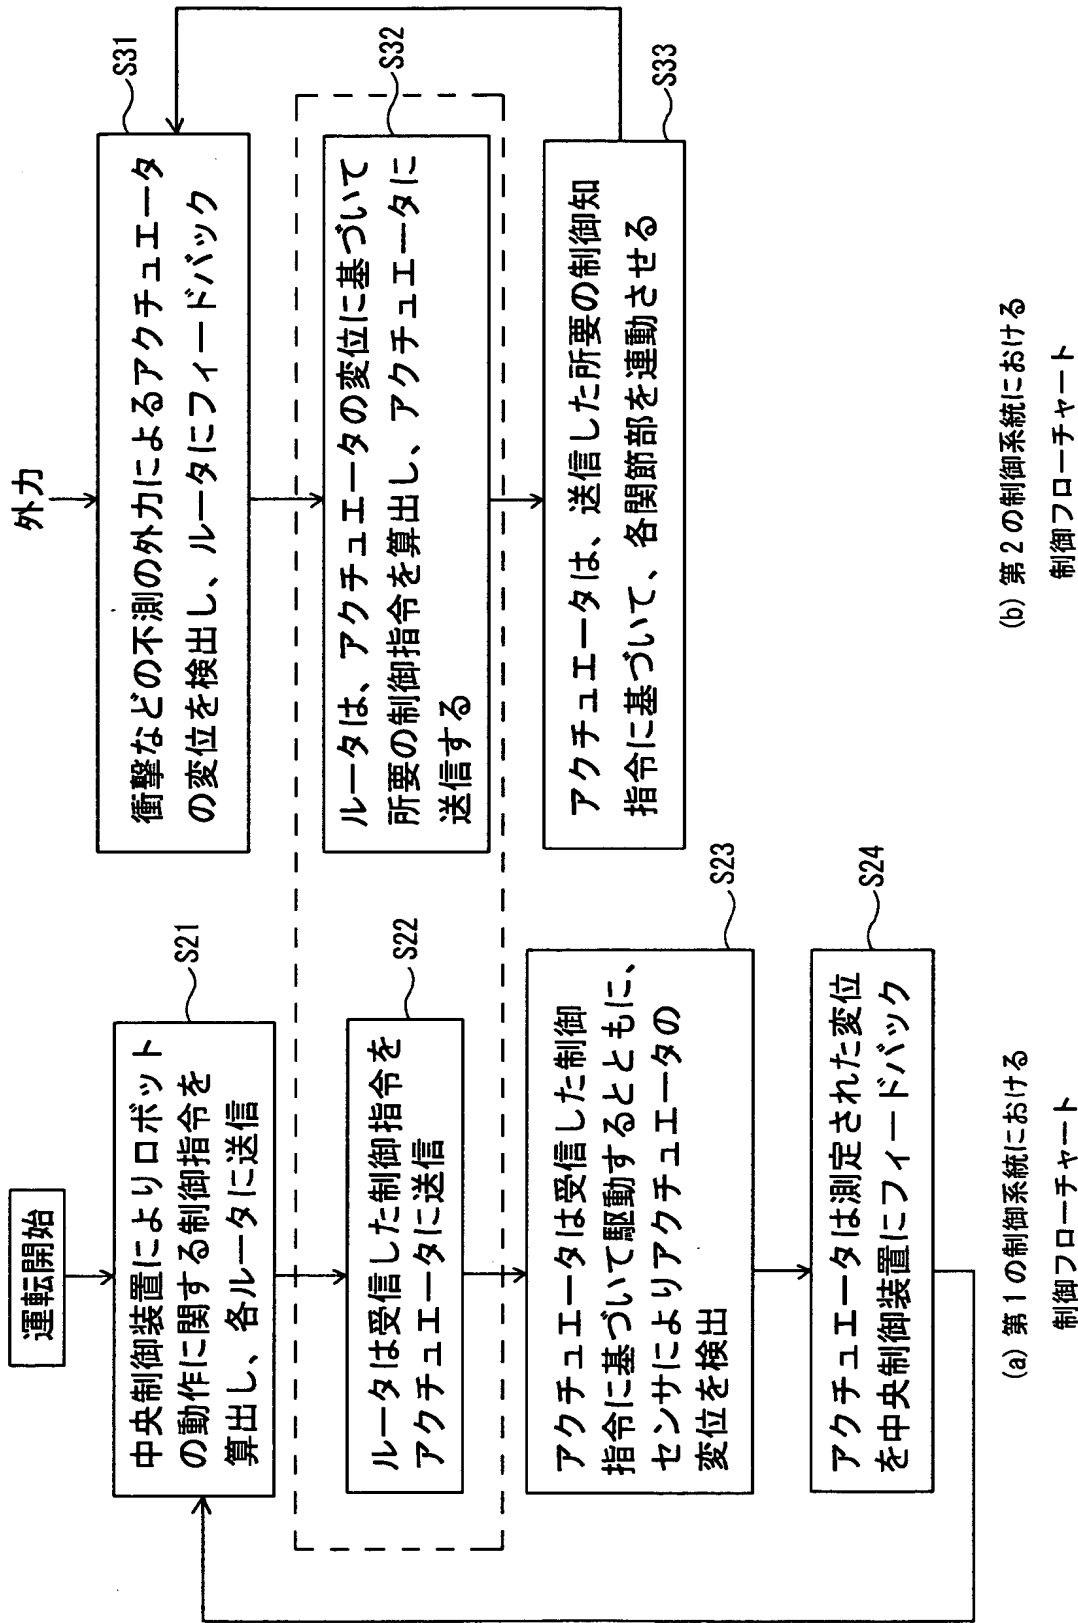 運転開始
S21
中央制御装置によりロボット
の動作に関する制御指令を
算出し、各ルータに送信
S22
ルータは受信した制御指令を
アクチュエータに送信
S23
アクチュエータは受信した制御
指令に基づいて駆動するとともに、
センサによりアクチュエータの
変位を検出
S24
アクチュエータは測定された変位
を中央制御装置にフィードバック
(a) 第1の制御系統における
制御フローチャート
外力
S31
衝撃などの不測の外力によるアクチュエータ
の変位を検出し、ルータにフィードバック
S32
ルータは、アクチュエータの変位に基づいて
所要の制御指令を算出し、アクチュエータに
送信する
S33
アクチュエータは、送信した所要の制御知
指令に基づいて、各関節部を連動させる
(b) 第2の制御系統における
制御フローチャート